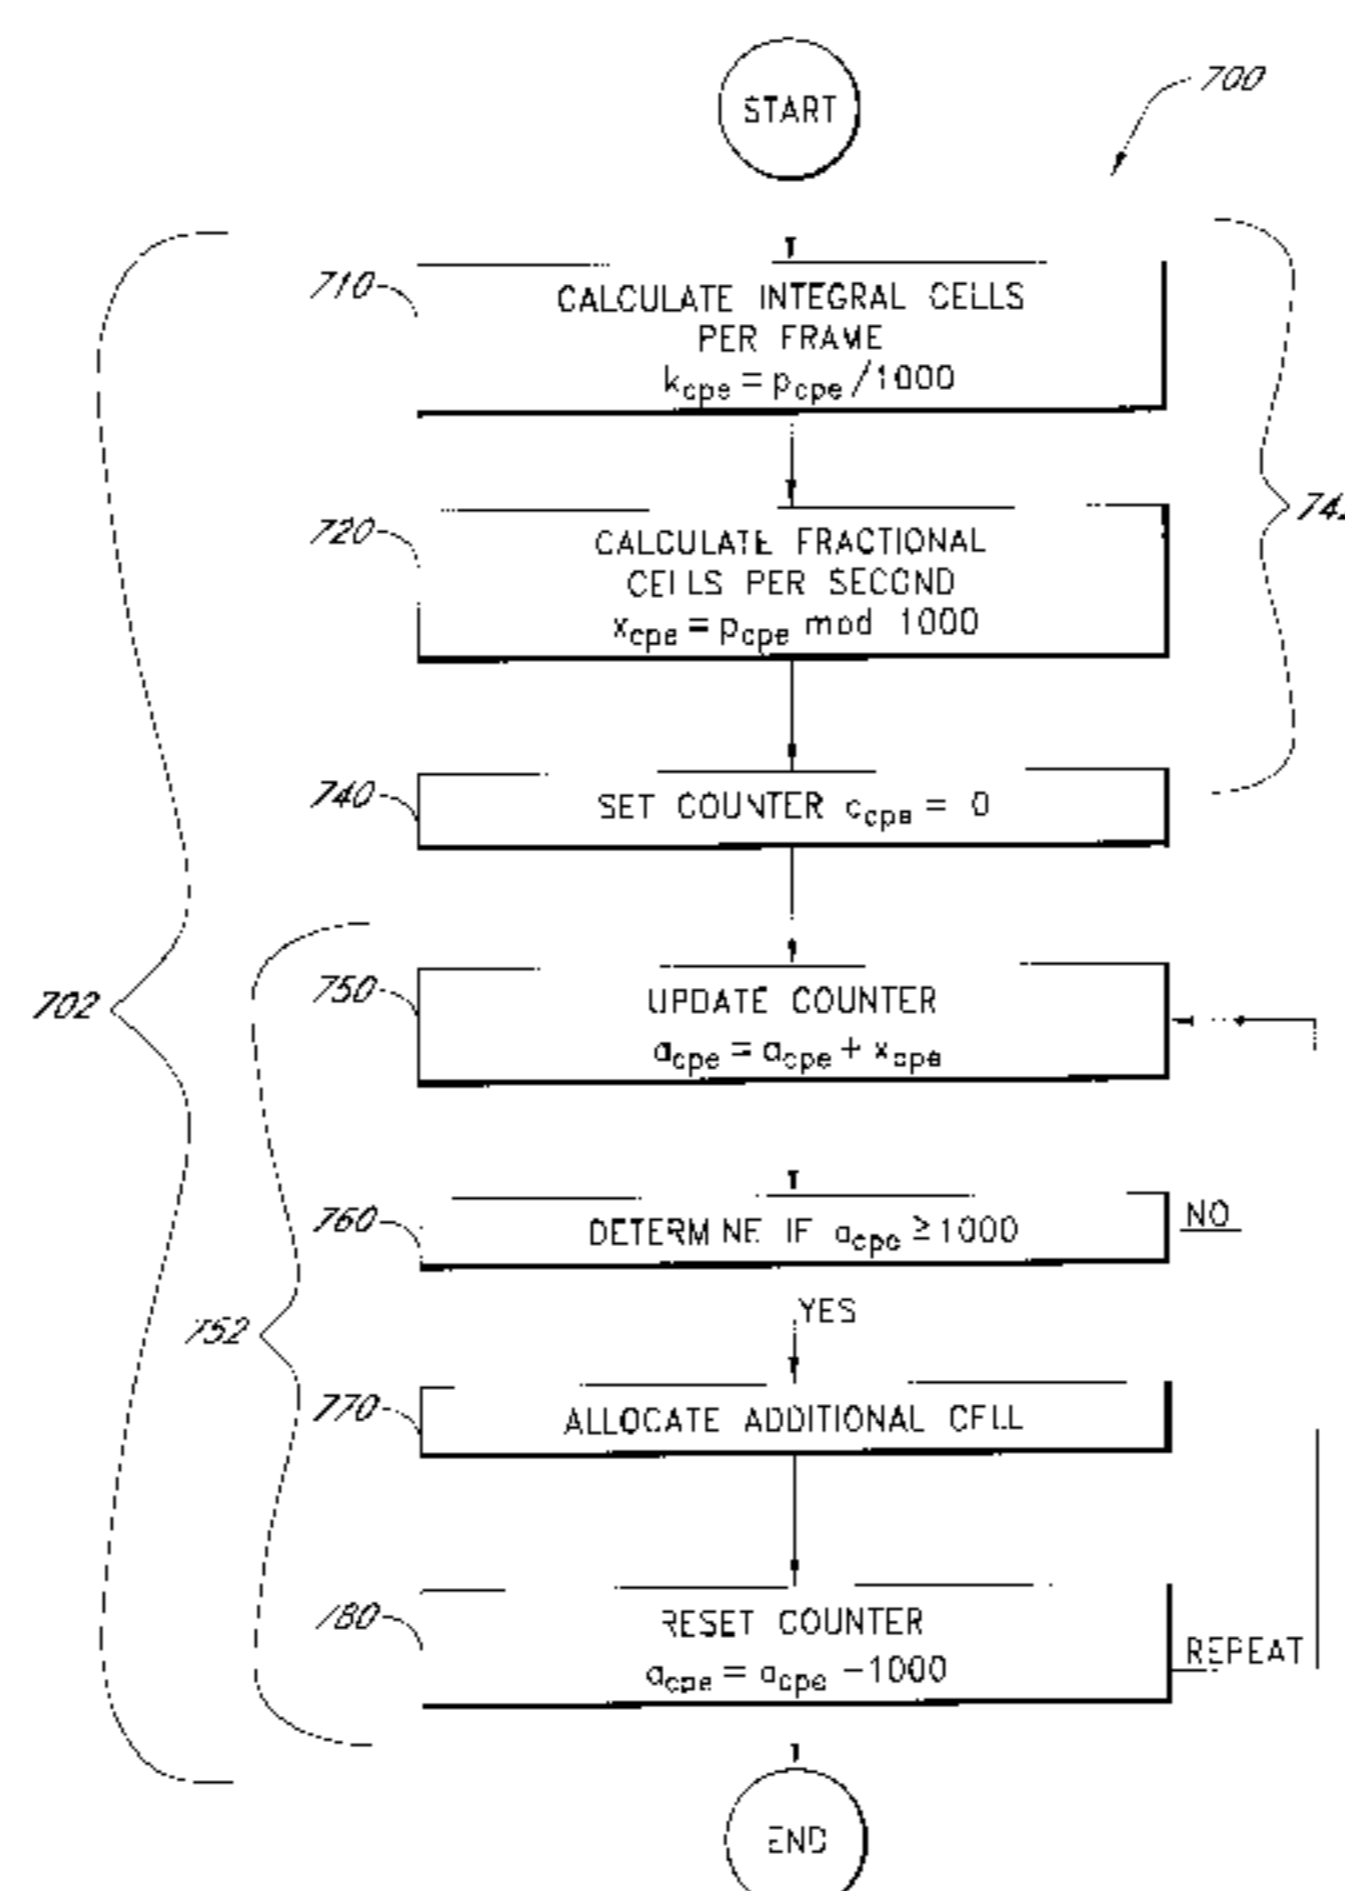 START
700
710
CALCULATE INTEGRAL CELLS
PER FRAME
k_cpe = p_cpe /1000
720
CALCULATE FRACTIONAL
CELLS PER SECOND
x_cpe = p_cpe mod 1000
740
SET COUNTER c_cpe = 0
702
750
UPDATE COUNTER
a_cpe = a_cpe + x_cpe
760
DETERMINE IF a_cpe ≥ 1000
NO
YES
752
770
ALLOCATE ADDITIONAL CELL
780
RESET COUNTER
a_cpe = a_cpe -1000
REPEAT
END